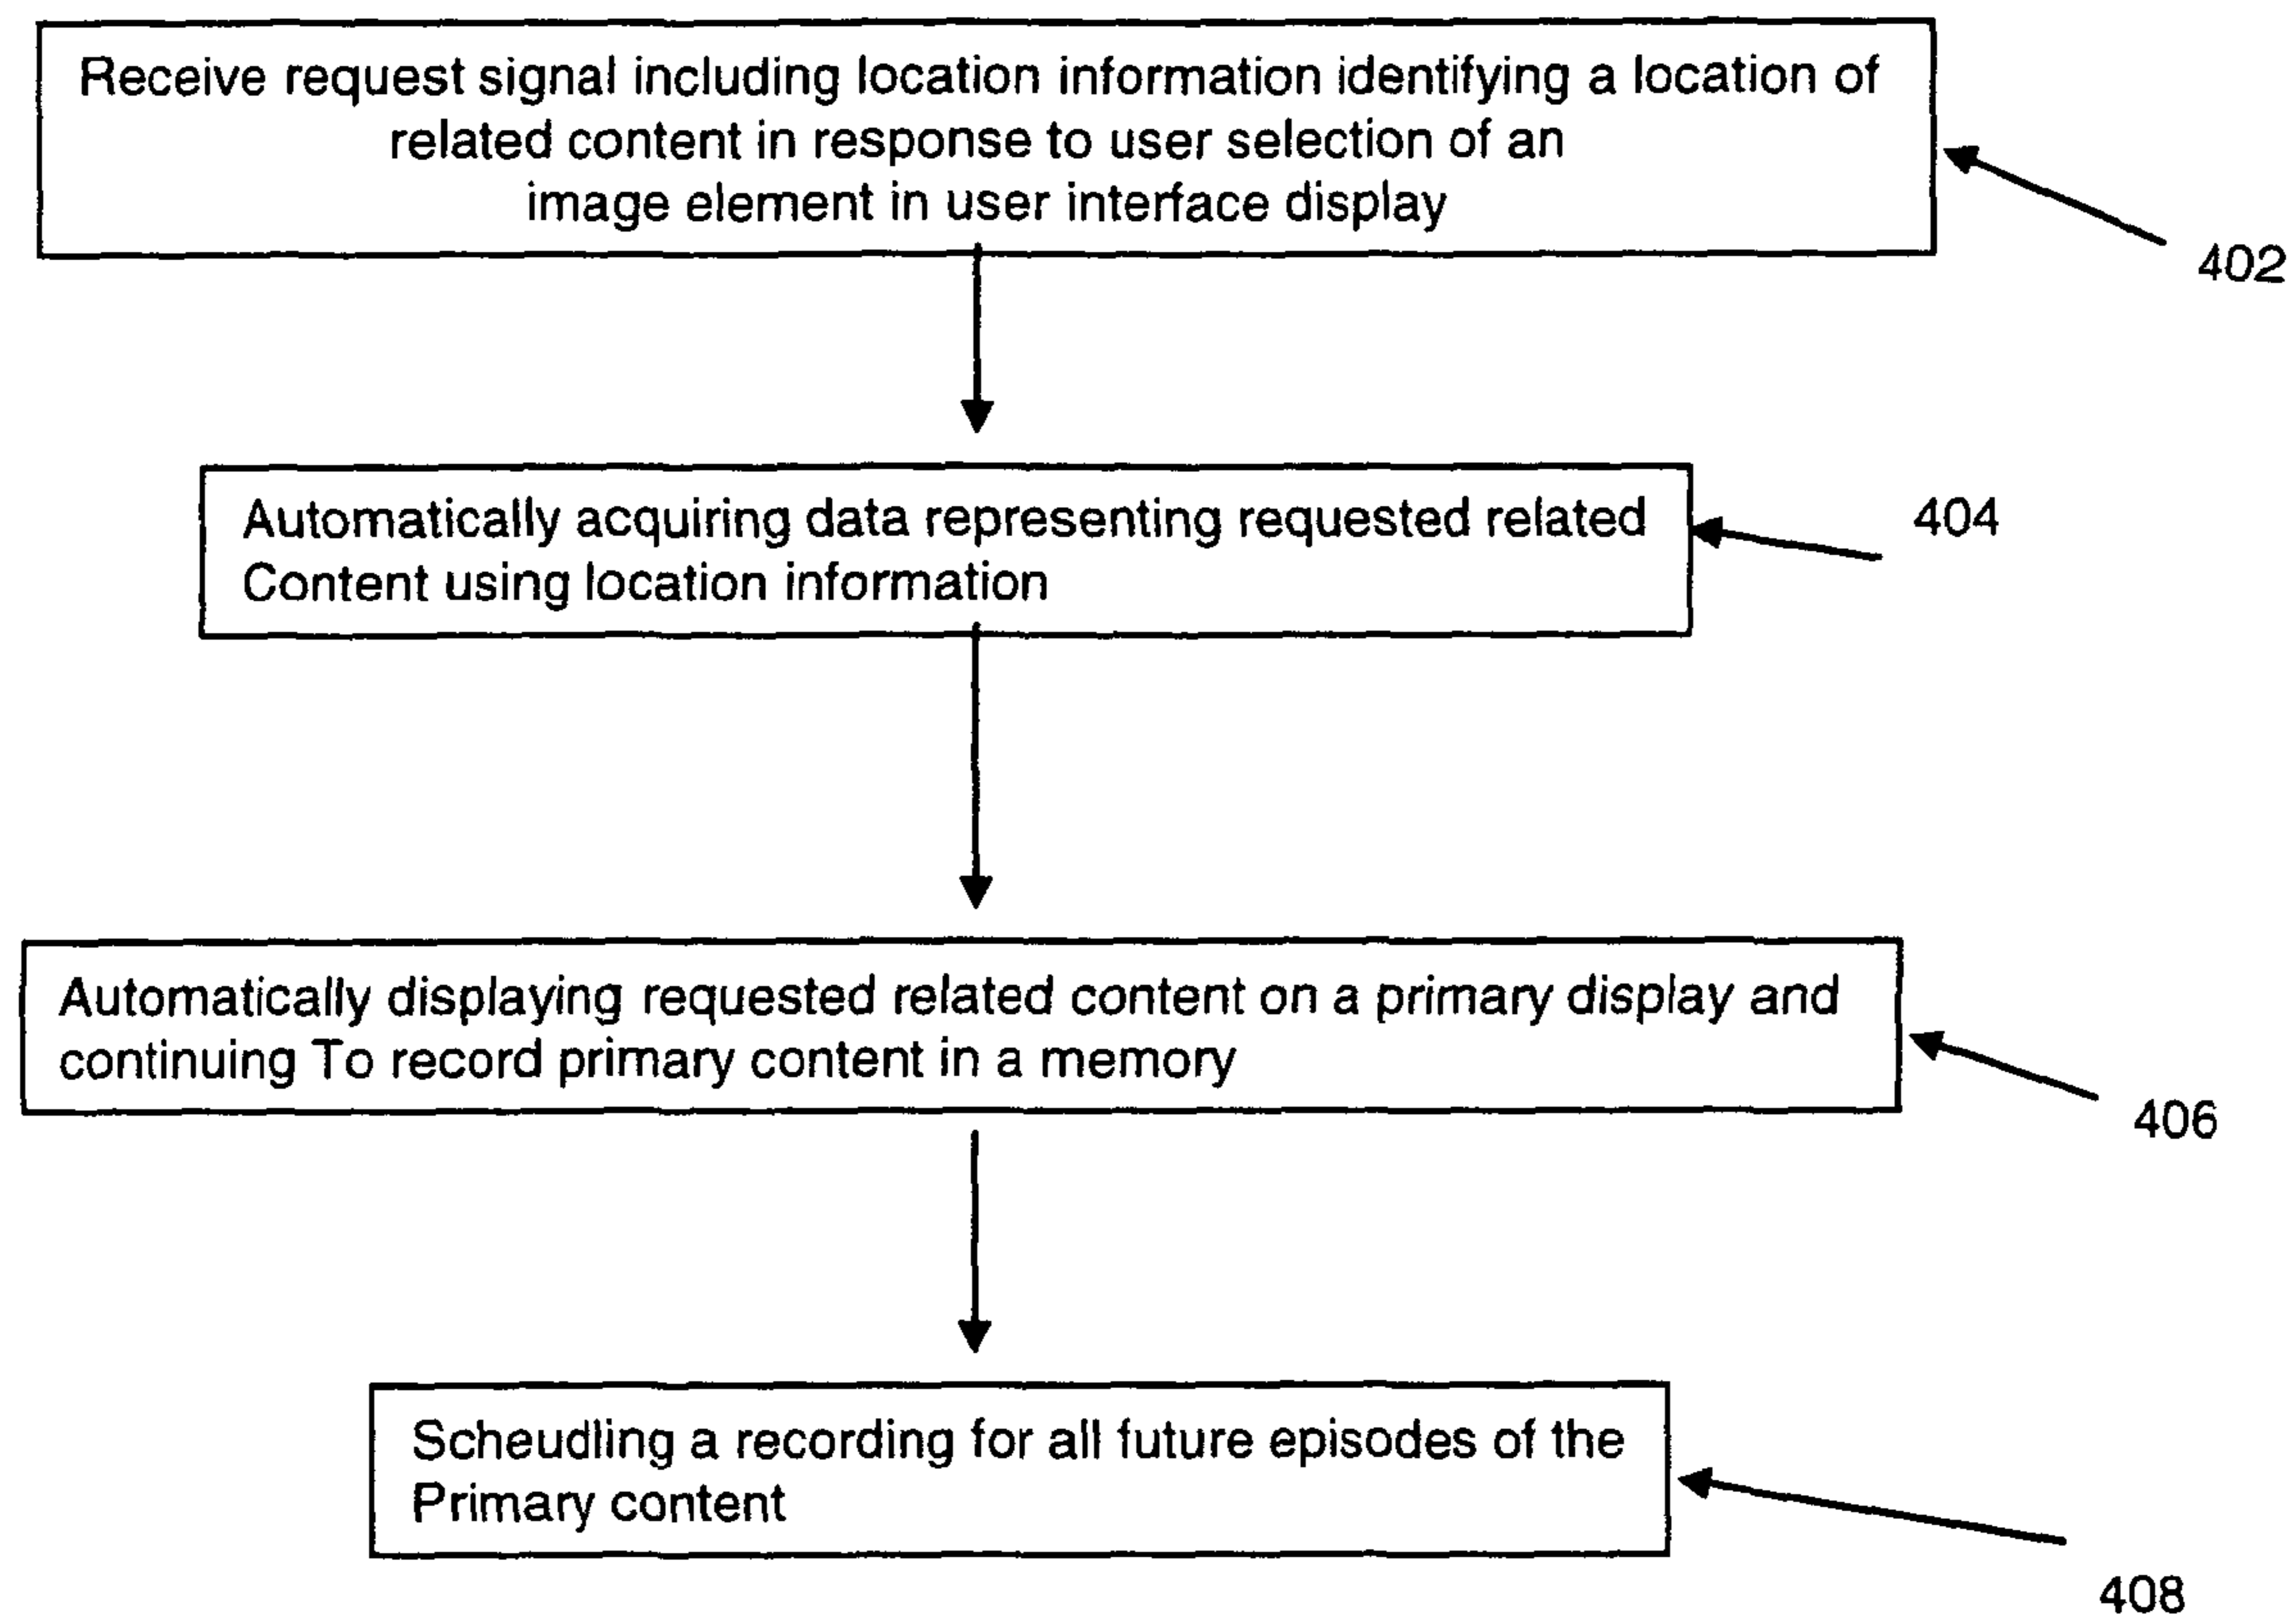 Receive request signal including location information identifying a location of
related content in response to user selection of an
image element in user interface display
402
Automatically acquiring data representing requested related
Content using location information
404
Automatically displaying requested related content on a primary display and
continuing To record primary content in a memory
406
Scheudling a recording for all future episodes of the
Primary content
408